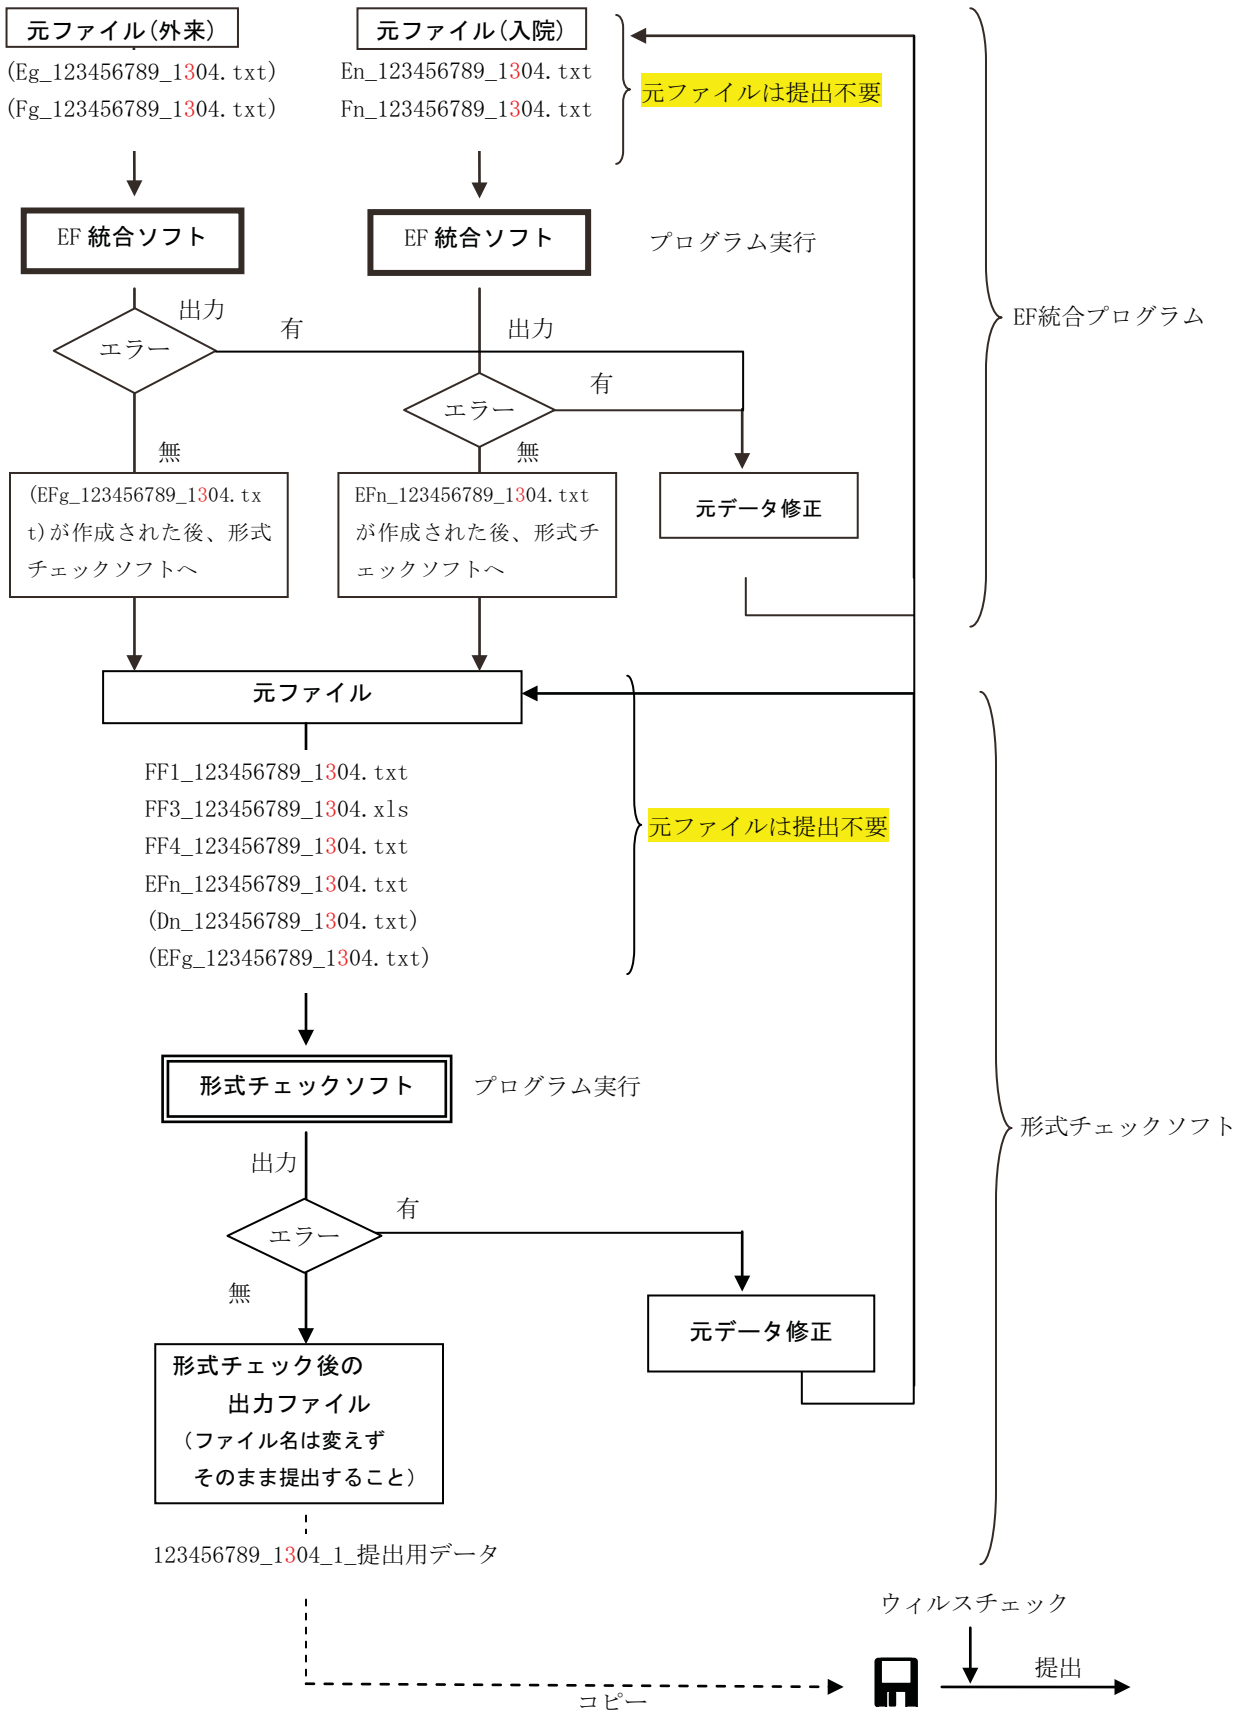 元ファイル(外来)
元ファイル(入院)
(Eg_123456789_1304.txt)
(Fg_123456789_1304.txt)
En_123456789_1304.txt
Fn_123456789_1304.txt
元ファイルは提出不要
EF 統合ソフト
EF 統合ソフト
プログラム実行
EF統合プログラム
出力
有
エラー
出力
有
エラー
無
無
(EFg_123456789_1304.tx
t)が作成された後、形式
チェックソフトへ
EFn_123456789_1304.txt
が作成された後、形式チ
ェックソフトへ
元データ修正
元ファイル
FF1_123456789_1304.txt
FF3_123456789_1304.xls
FF4_123456789_1304.txt
EFn_123456789_1304.txt
(Dn_123456789_1304.txt)
(EFg_123456789_1304.txt)
元ファイルは提出不要
形式チェックソフト
プログラム実行
形式チェックソフト
出力
有
エラー
無
元データ修正
形式チェック後の
出力ファイル
（ファイル名は変えず
そのまま提出すること）
123456789_1304_1_提出用データ
ウィルスチェック
提出
コピー